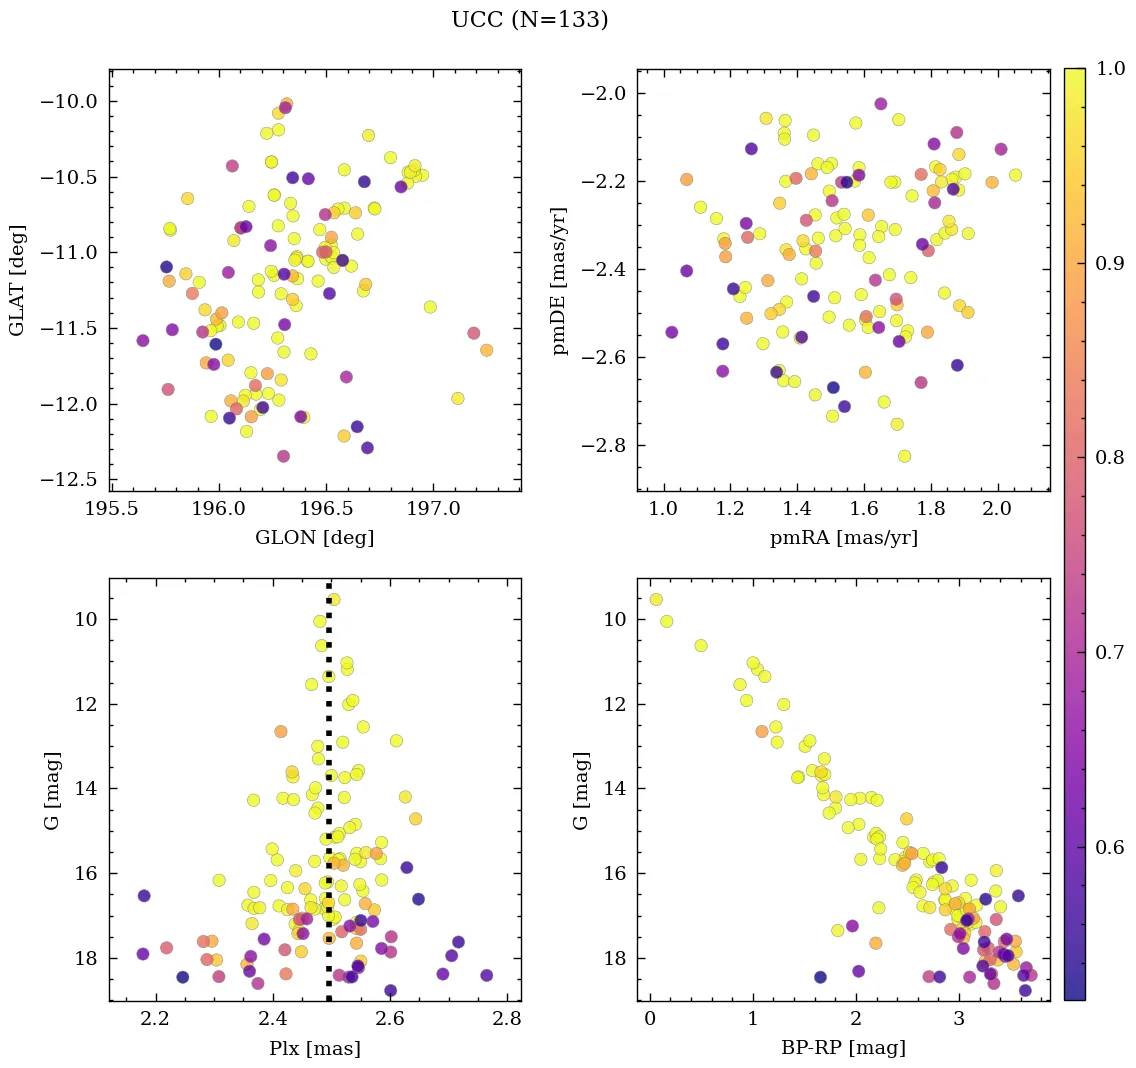 UCC (N=133)
−10.0
−10.5
−11.0
−11.5
−12.0
−12.5
GLAT [deg]
195.5 196.0 196.5 197.0
GLON [deg]
−2.0
−2.2
−2.4
−2.6
−2.8
pmDE [mas/yr]
1.0 1.2 1.4 1.6 1.8 2.0
pmRA [mas/yr]
10
12
14
16
18
G [mag]
2.2 2.4 2.6 2.8
Plx [mas]
10
12
14
16
18
G [mag]
0 1 2 3
BP-RP [mag]
1.0
0.9
0.8
0.7
0.6